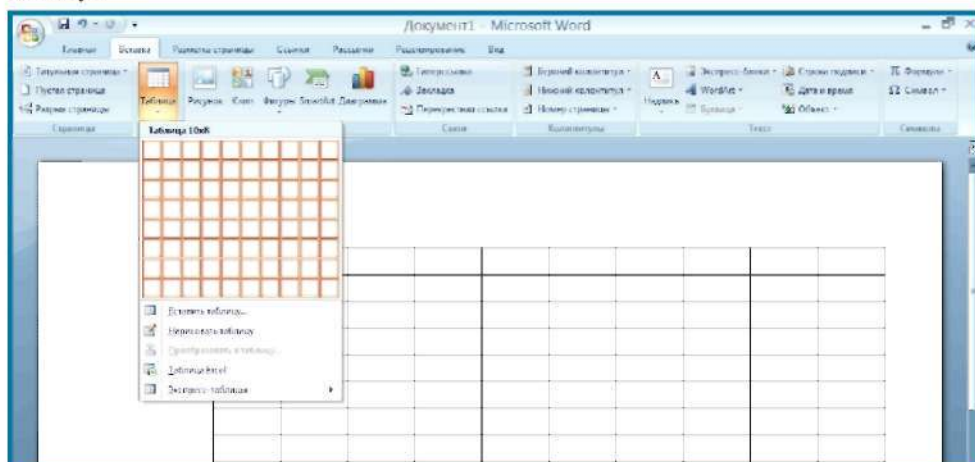 Документ1 - Microsoft Word
Главная Вставка Разметка страницы Ссылки Рассылки Рецензирование Вид
Титульная страница
Пустая страница
Разрыв страницы
Таблица Рисунок Клип Фигуры SmartArt Диаграмма
Гиперссылка
Закладка
Перекрестная ссылка
Верхний колонтитул
Нижний колонтитул
Номер страницы
Надпись
Экспресс-блоки
WordArt
Буквица
Строка подписи
Дата и время
Объект
Формула
Символ
Страницы
Связи
Колонтитулы
Текст
Символы
Таблица 10x8
Вставить таблицу...
Нарисовать таблицу
Преобразовать в таблицу...
Таблица Excel
Экспресс-таблицы